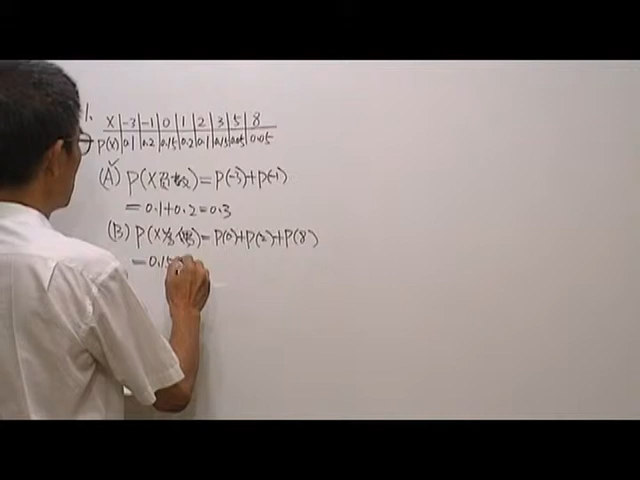 1.
X -3 -1 0 1 2 3 5 8
P(X) 0.1 0.2 0.15 0.2 0.1 0.15 0.05 0.05
(A) ✓ P(X負數)=P(-3)+P(-1)
=0.1+0.2=0.3
(B) P(X為偶)=P(0)+P(2)+P(8)
=0.15